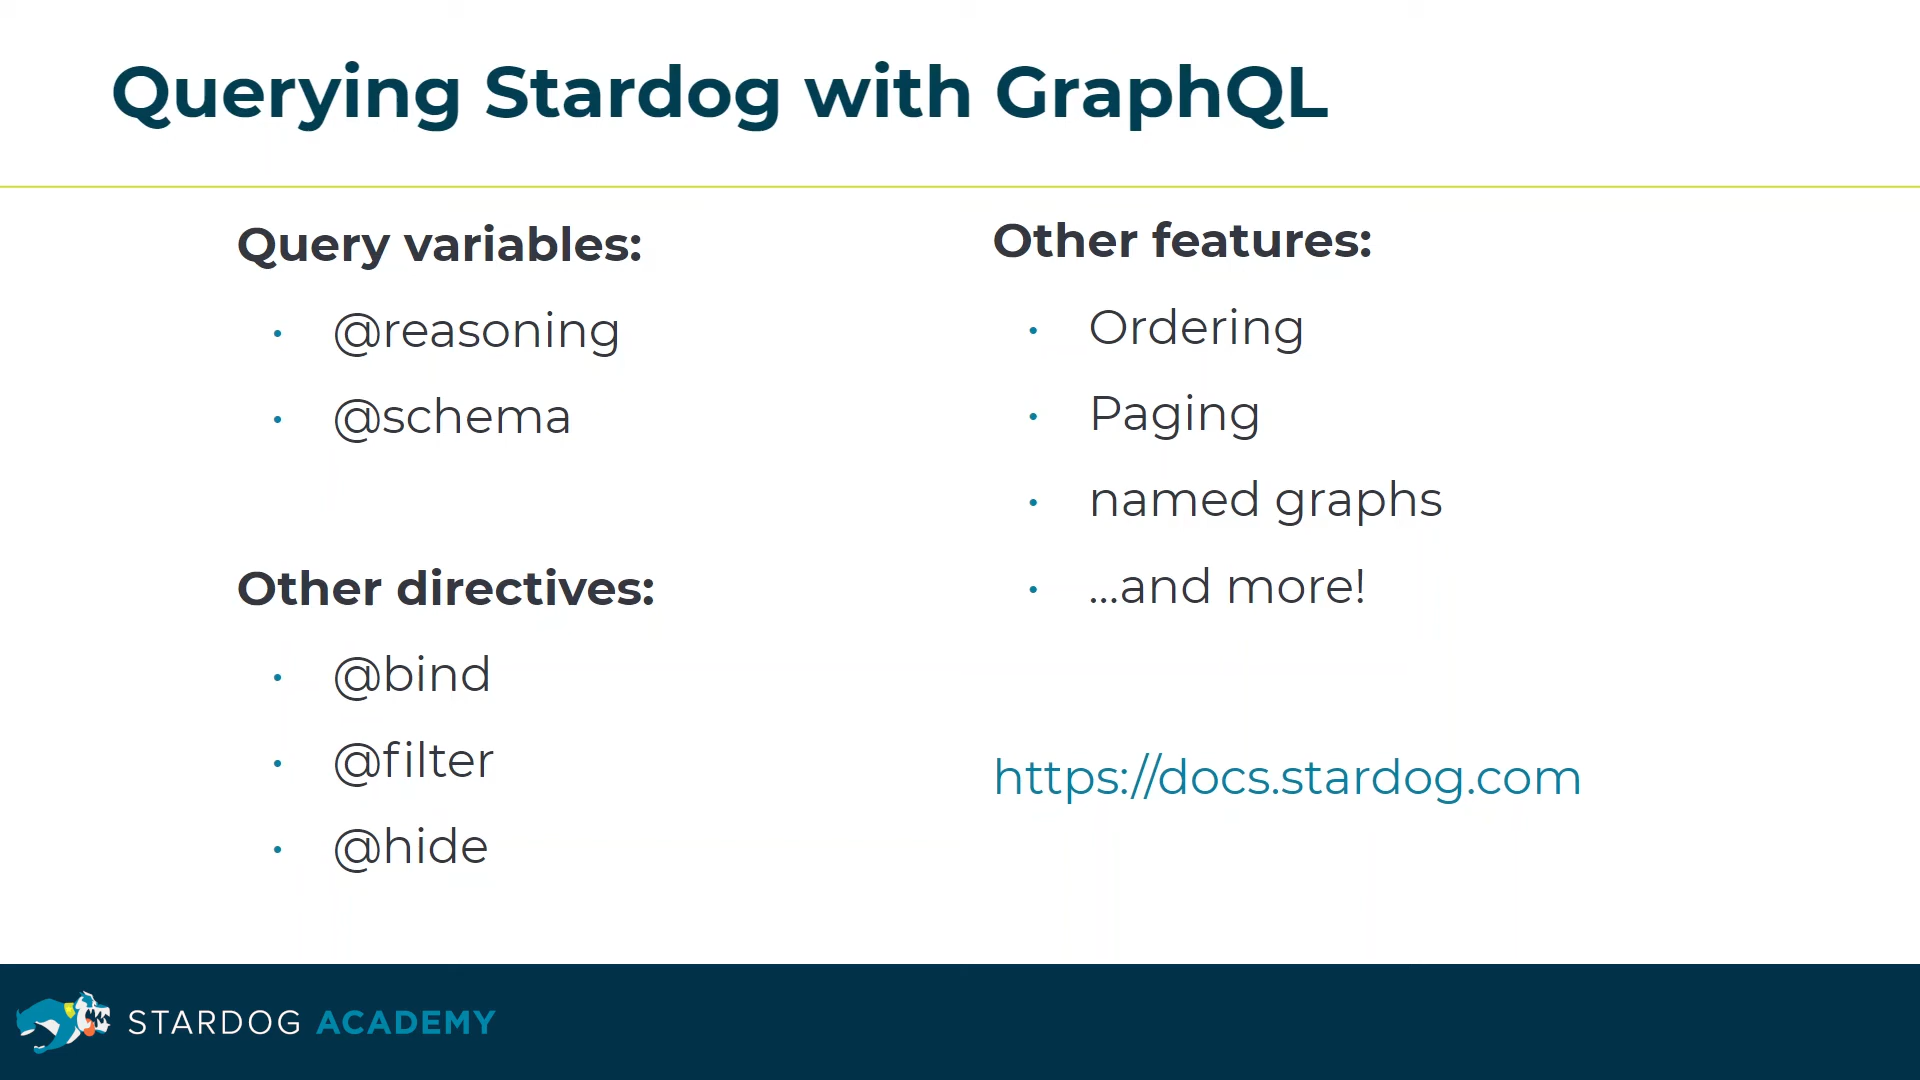 Querying Stardog with GraphQL
Query variables:
• @reasoning
• @schema
Other directives:
• @bind
• @filter
• @hide
Other features:
• Ordering
• Paging
• named graphs
• ...and more!
https://docs.stardog.com
STARDOG ACADEMY